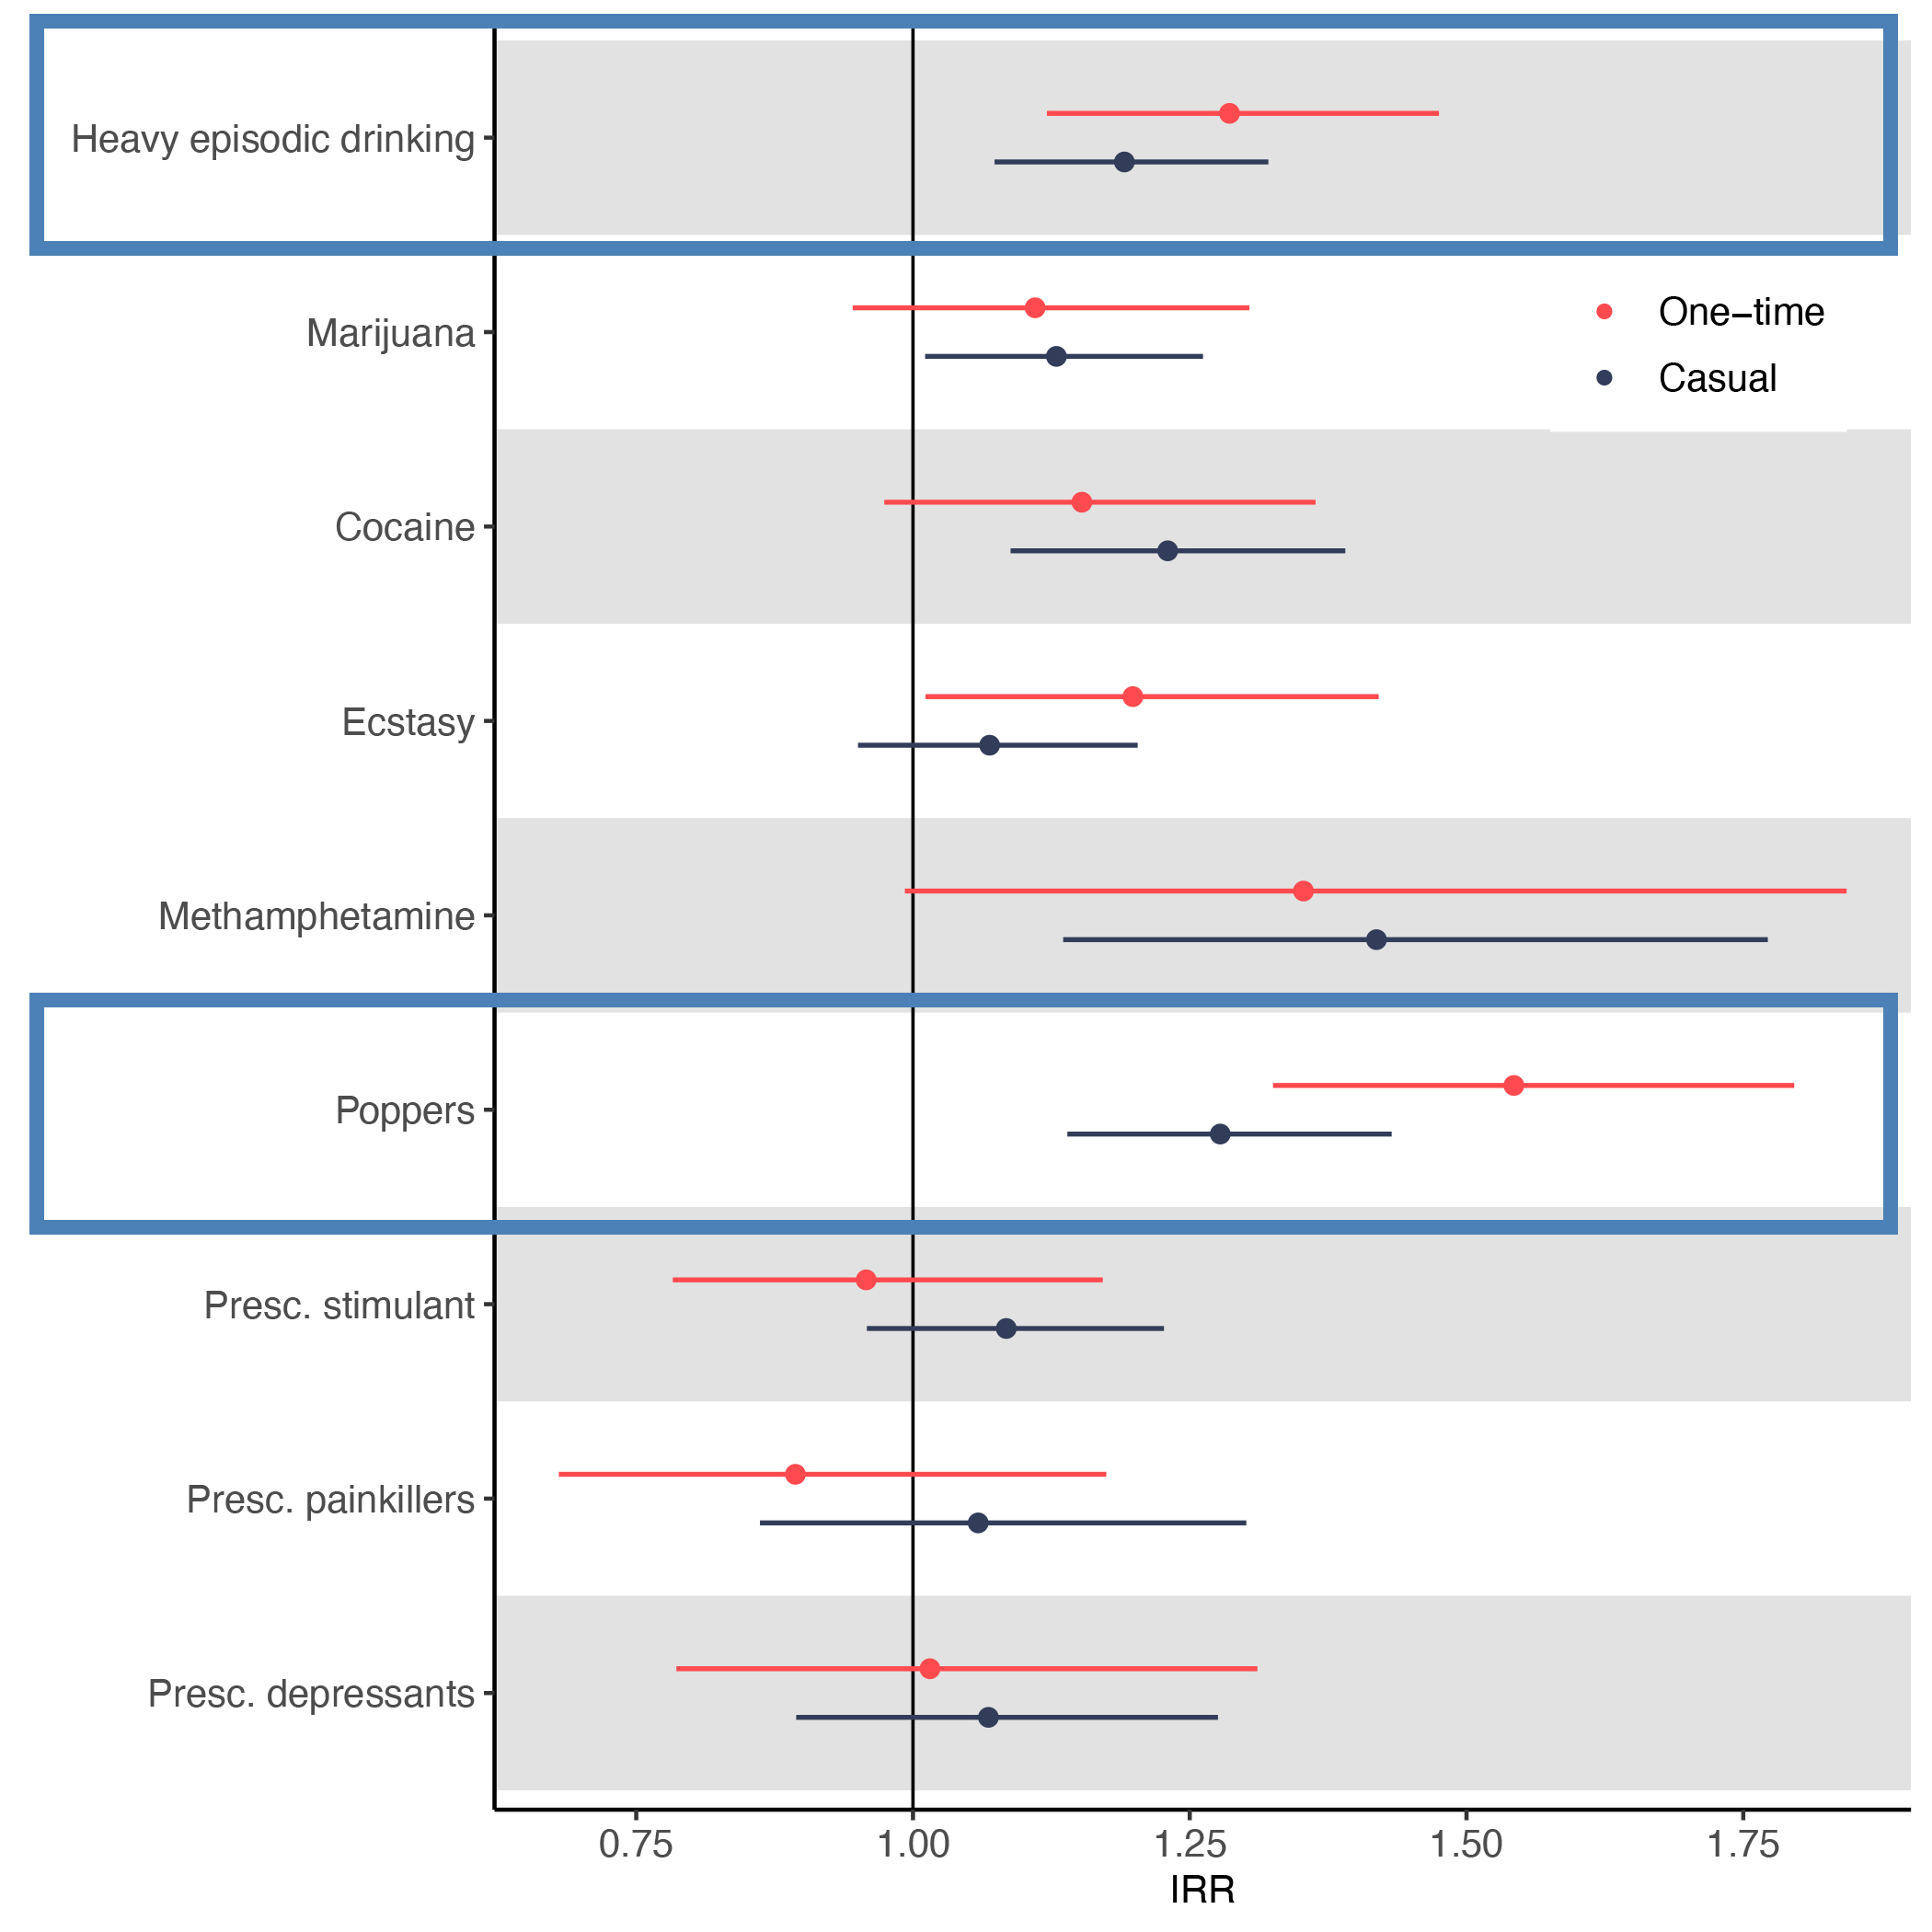 Heavy episodic drinking
Marijuana
One−time
Casual
Cocaine
Ecstasy
Methamphetamine
Poppers
Presc. stimulant
Presc. painkillers
Presc. depressants
0.75 1.00 1.25 1.50 1.75
IRR